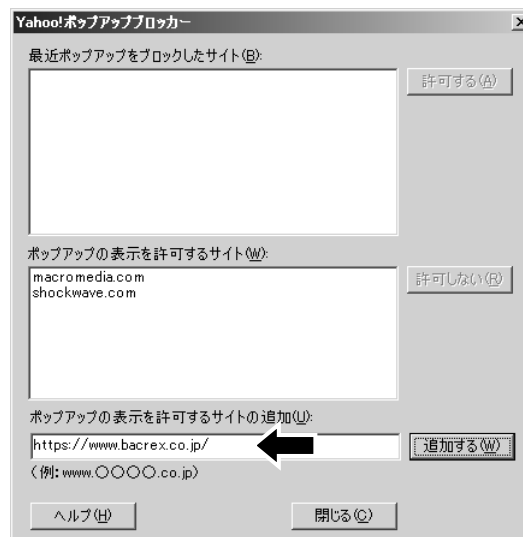 Yahoo!ポップアップブロッカー
最近ポップアップをブロックしたサイト(B):
許可する(A)
ポップアップの表示を許可するサイト(W):
macromedia.com
shockwave.com
許可しない(R)
ポップアップの表示を許可するサイトの追加(U):
https://www.bacrex.co.jp/
追加する(W)
(例: www.〇〇〇〇.co.jp)
ヘルプ(H)
閉じる(C)